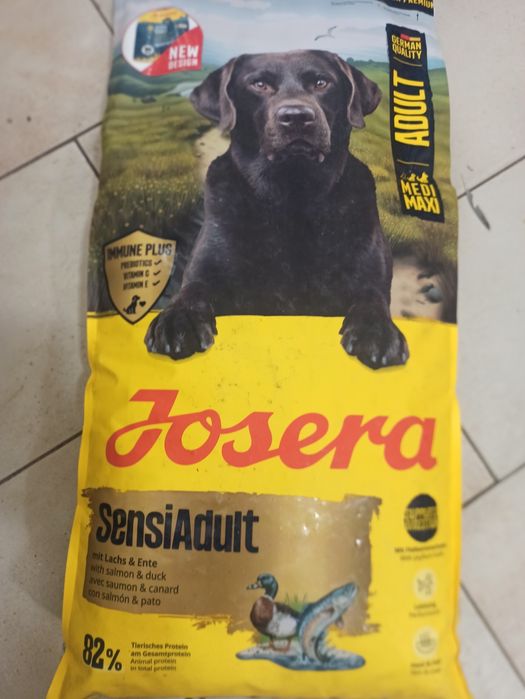 NEW
DESIGN
GERMAN
QUALITY
ADULT
MEDI
MAXI
IMMUNE PLUS
PREBIOTICS
VITAMIN C
VITAMIN E
Josera
SensiAdult
mit Lachs & Ente
with salmon & duck
avec saumon & canard
con salmón & pato
82%
Tierisches Protein
am Gesamtprotein
Animal protein
in total protein